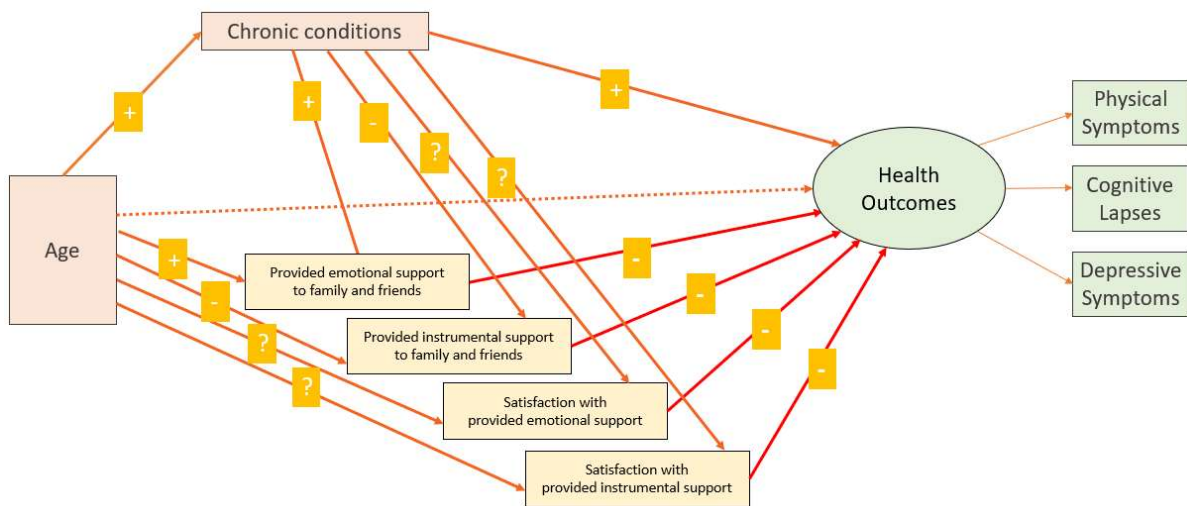 Chronic conditions
+
+
-
?
?
+
Age
+
-
?
?
Provided emotional support
to family and friends
Provided instrumental support
to family and friends
Satisfaction with
provided emotional support
Satisfaction with
provided instrumental support
-
-
-
-
Health
Outcomes
Physical
Symptoms
Cognitive
Lapses
Depressive
Symptoms